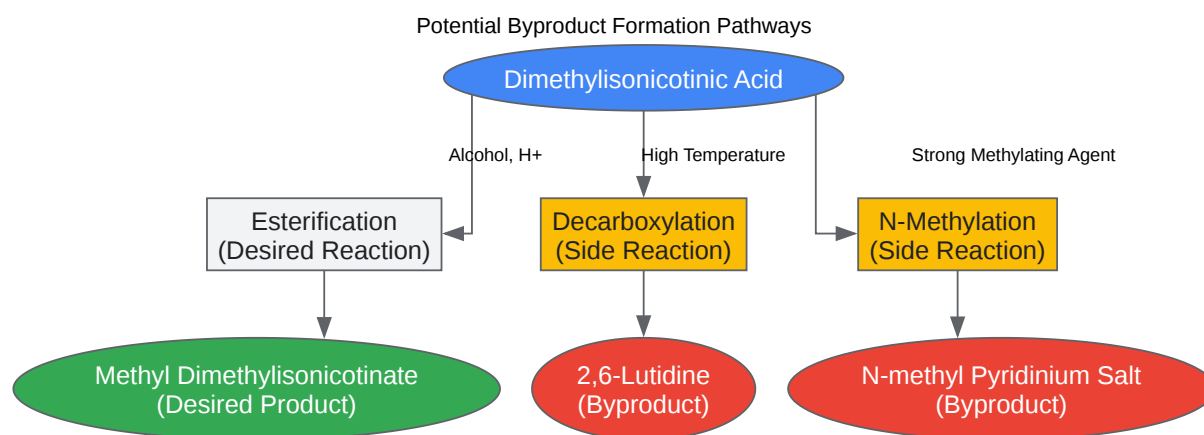 Potential Byproduct Formation Pathways
Dimethylisonicotinic Acid
Alcohol, H+
High Temperature
Strong Methylating Agent
Esterification
(Desired Reaction)
Decarboxylation
(Side Reaction)
N-Methylation
(Side Reaction)
Methyl Dimethylisonicotinate
(Desired Product)
2,6-Lutidine
(Byproduct)
N-methyl Pyridinium Salt
(Byproduct)